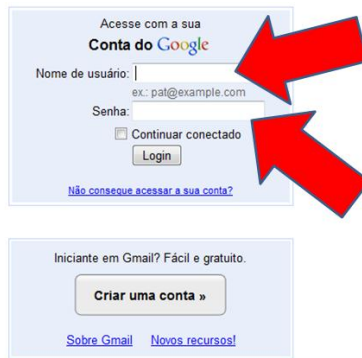 Acesse com a sua
Conta do Google
Nome de usuário:
ex.: pat@example.com
Senha:
Continuar conectado
Login
Não consegue acessar a sua conta?
Iniciante em Gmail? Fácil e gratuito.
Criar uma conta »
Sobre Gmail Novos recursos!